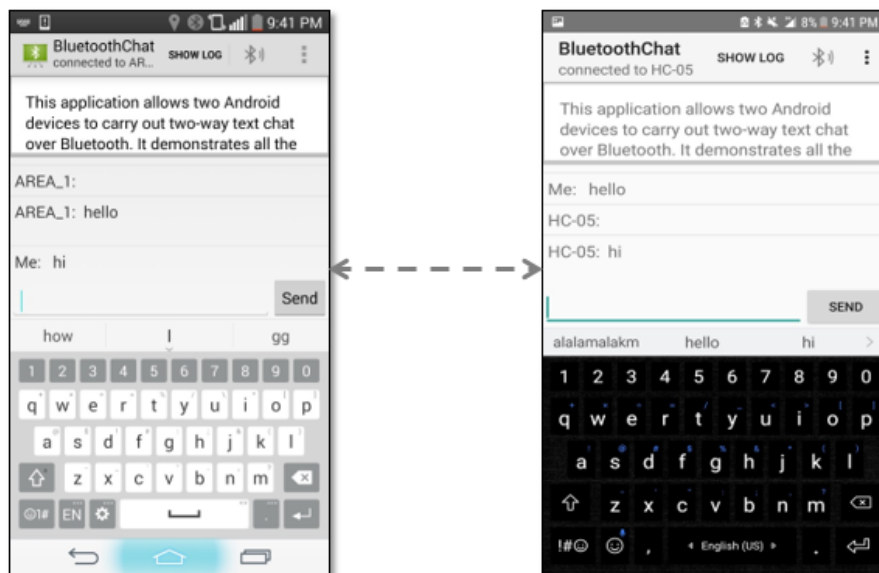 9:41 PM
BluetoothChat
connected to AR... SHOW LOG
This application allows two Android
devices to carry out two-way text chat
over Bluetooth. It demonstrates all the
AREA_1:
AREA_1: hello
Me: hi
Send
how I gg
1 2 3 4 5 6 7 8 9 0
q w e r t y u i o p
a s d f g h j k l
z x c v b n m
☺1# EN .
8% 9:41 PM
BluetoothChat
connected to HC-05 SHOW LOG
This application allows two Android
devices to carry out two-way text chat
over Bluetooth. It demonstrates all the
Me: hello
HC-05:
HC-05: hi
SEND
alalamalakm hello hi >
1 2 3 4 5 6 7 8 9 0
q w e r t y u i o p
a s d f g h j k l
z x c v b n m
!#☺ , English (US) .